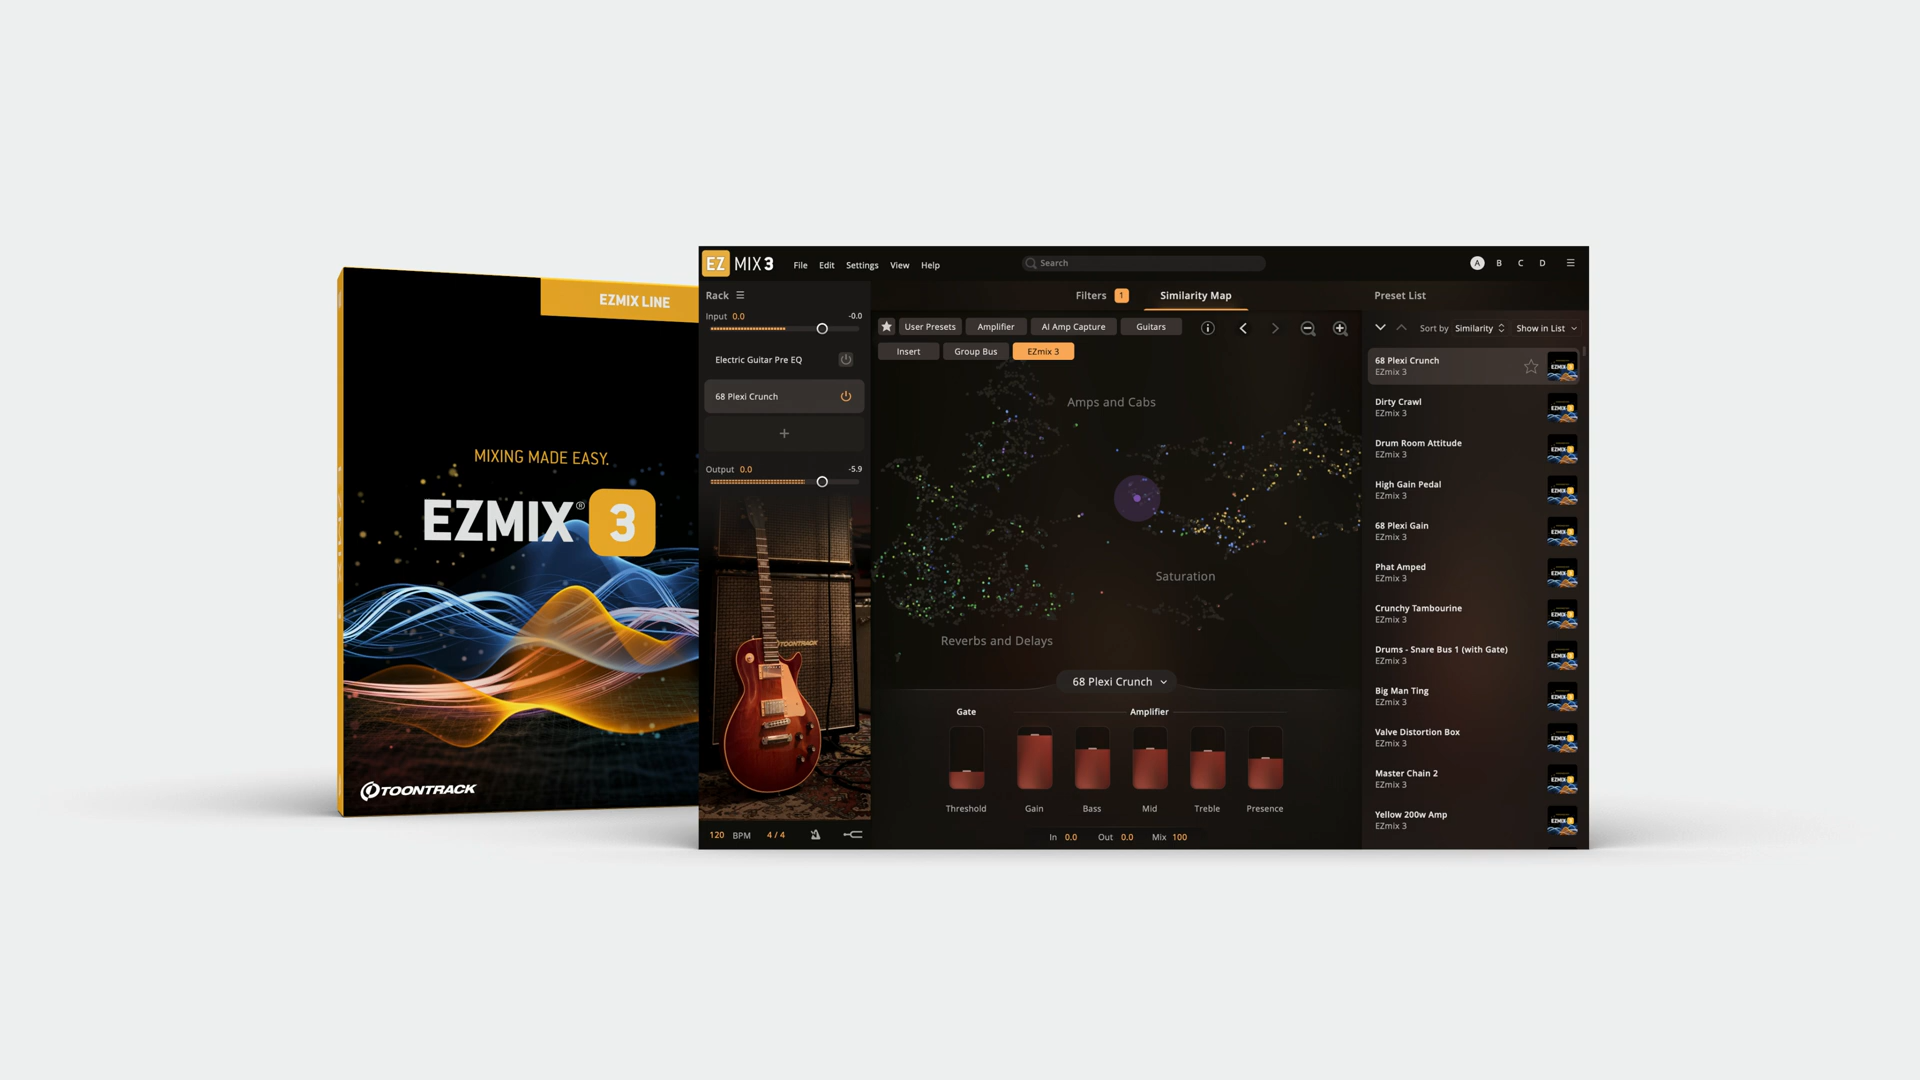 EZMIX LINE
MIXING MADE EASY.
EZMIX® 3
TOONTRACK
EZ MIX 3
File Edit Settings View Help
Search
A B C D
Rack
Input 0.0 -0.0
Electric Guitar Pre EQ
68 Plexi Crunch
+
Output 0.0 -5.9
TOONTRACK
120 BPM 4 / 4
Filters 1 Similarity Map
User Presets Amplifier AI Amp Capture Guitars
Insert Group Bus EZmix 3
Amps and Cabs
Saturation
Reverbs and Delays
68 Plexi Crunch
Gate Amplifier
Threshold Gain Bass Mid Treble Presence
In 0.0 Out 0.0 Mix 100
Preset List
Sort by Similarity Show in List
68 Plexi Crunch
EZmix 3
Dirty Crawl
EZmix 3
Drum Room Attitude
EZmix 3
High Gain Pedal
EZmix 3
68 Plexi Gain
EZmix 3
Phat Amped
EZmix 3
Crunchy Tambourine
EZmix 3
Drums - Snare Bus 1 (with Gate)
EZmix 3
Big Man Ting
EZmix 3
Valve Distortion Box
EZmix 3
Master Chain 2
EZmix 3
Yellow 200w Amp
EZmix 3